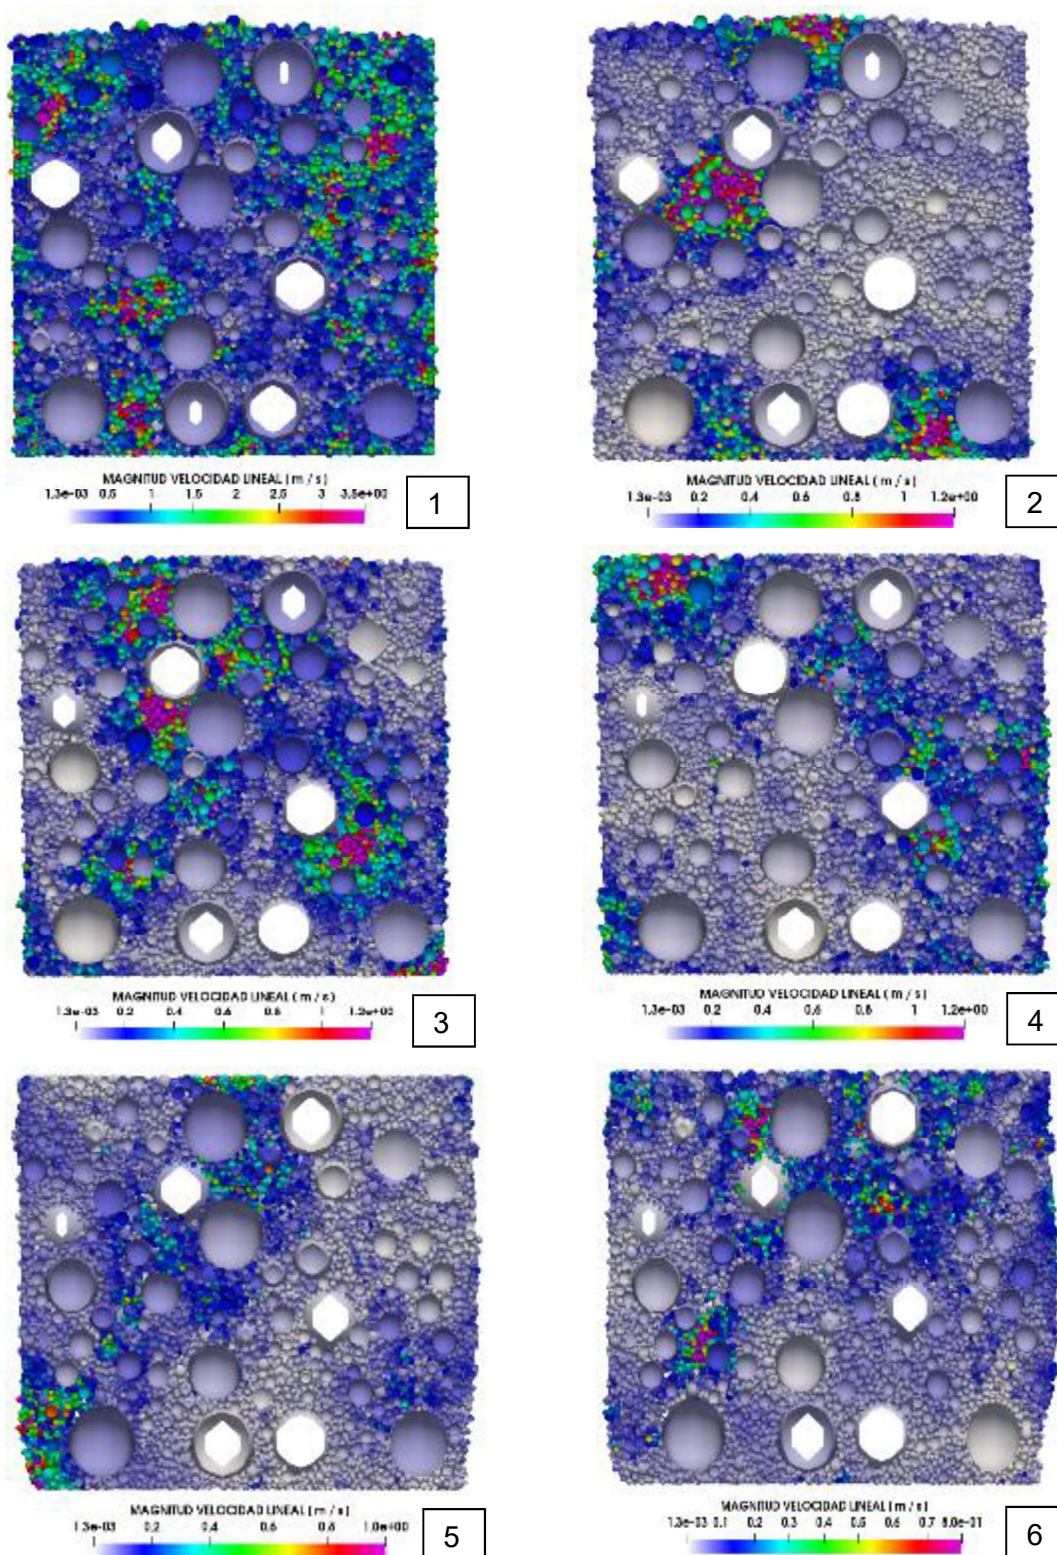 MAGNITUD VELOCIDAD LINEAL ( m / s )
1.3e-03 0.5 1 1.5 2 2.5 3 3.5e+00
1
MAGNITUD VELOCIDAD LINEAL ( m / s )
1.3e-03 0.2 0.4 0.6 0.8 1 1.2e+00
2
MAGNITUD VELOCIDAD LINEAL ( m / s )
1.3e-03 0.2 0.4 0.6 0.8 1 1.2e+00
3
MAGNITUD VELOCIDAD LINEAL ( m / s )
1.3e-03 0.2 0.4 0.6 0.8 1 1.2e+00
4
MAGNITUD VELOCIDAD LINEAL ( m / s )
1.3e-03 0.2 0.4 0.6 0.8 1.0e+00
5
MAGNITUD VELOCIDAD LINEAL ( m / s )
1.3e-03 0.1 0.2 0.3 0.4 0.5 0.6 0.7 8.0e-01
6